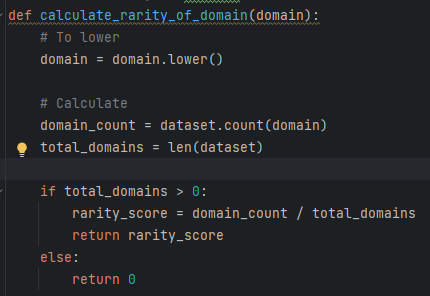 def calculate_rarity_of_domain(domain):
    # To lower
    domain = domain.lower()

    # Calculate
    domain_count = dataset.count(domain)
    total_domains = len(dataset)

    if total_domains > 0:
        rarity_score = domain_count / total_domains
        return rarity_score
    else:
        return 0